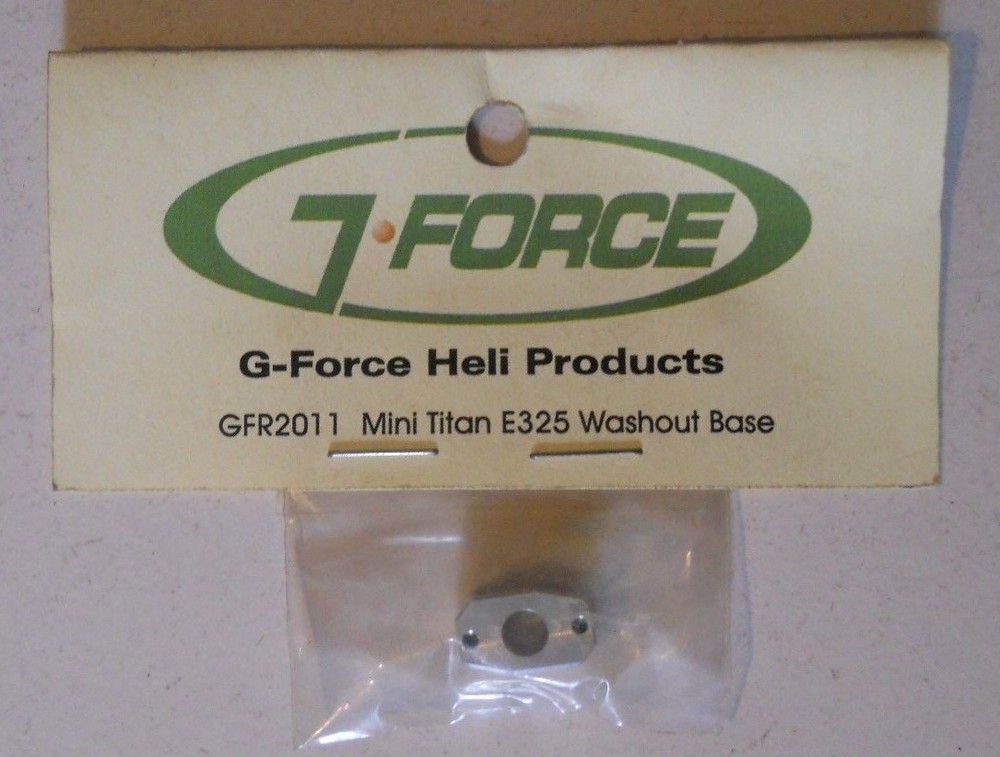 G-FORCE
G-Force Heli Products
GFR2011 Mini Titan E325 Washout Base